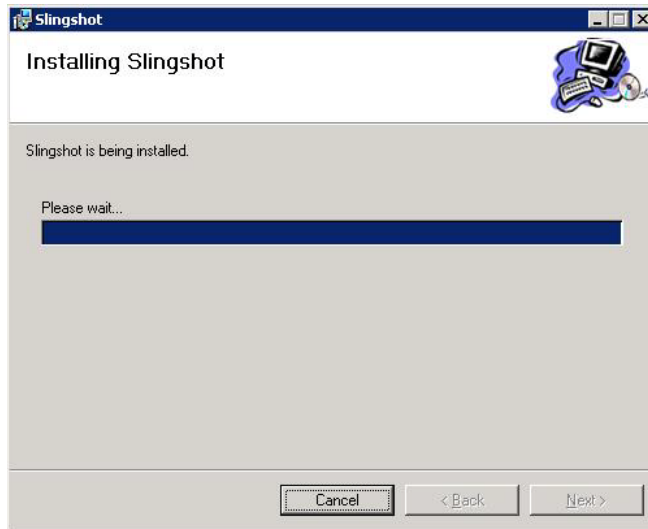 Slingshot
Installing Slingshot
Slingshot is being installed.
Please wait...
Cancel
< Back
Next >